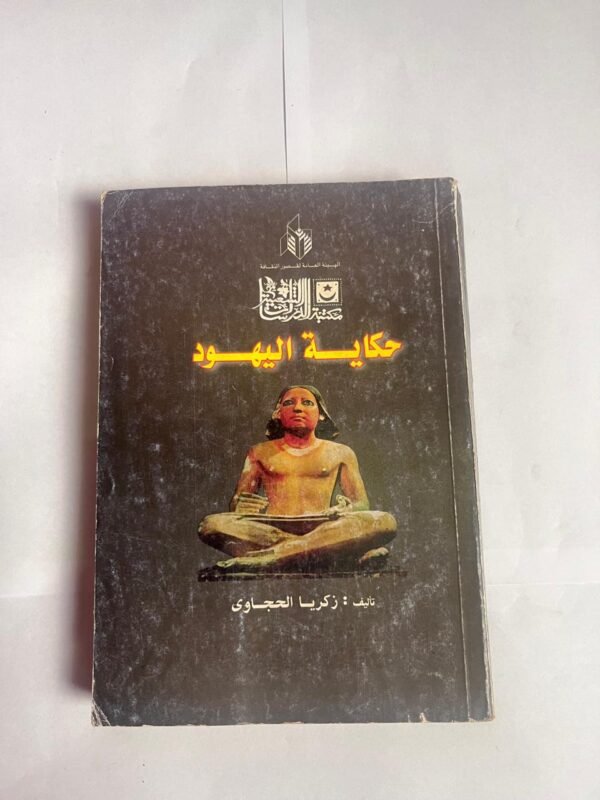 الهيئة العامة لقصور الثقافة
مكتبة الدراسات الشعبية
حكاية اليهود
تأليف : زكريا الحجاوى